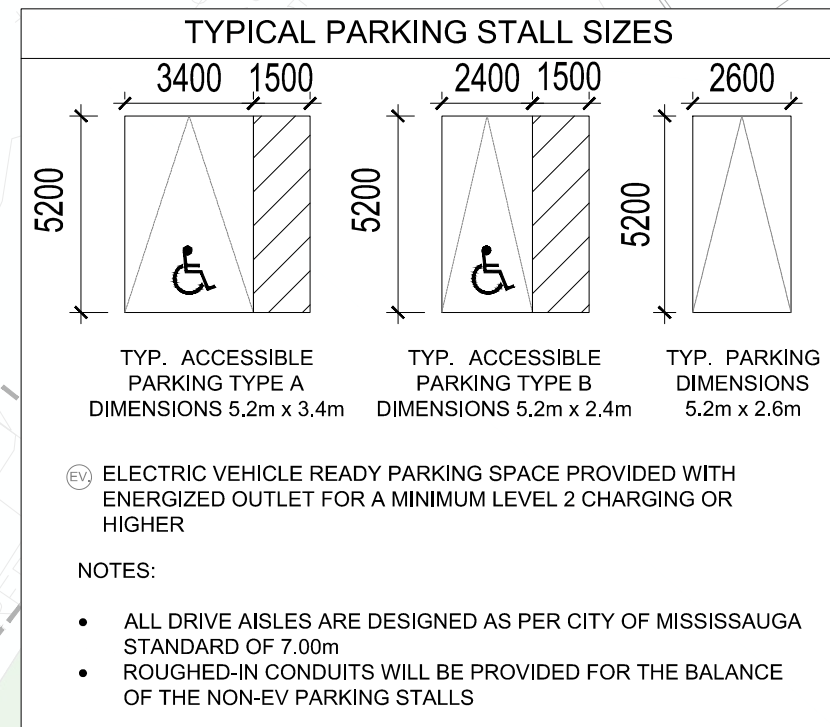 TYPICAL PARKING STALL SIZES
3400 1500 2400 1500 2600
5200 5200 5200
TYP. ACCESSIBLE
PARKING TYPE A
DIMENSIONS 5.2m x 3.4m
TYP. ACCESSIBLE
PARKING TYPE B
DIMENSIONS 5.2m x 2.4m
TYP. PARKING
DIMENSIONS
5.2m x 2.6m
EV. ELECTRIC VEHICLE READY PARKING SPACE PROVIDED WITH
ENERGIZED OUTLET FOR A MINIMUM LEVEL 2 CHARGING OR
HIGHER
NOTES:
• ALL DRIVE AISLES ARE DESIGNED AS PER CITY OF MISSISSAUGA
STANDARD OF 7.00m
• ROUGHED-IN CONDUITS WILL BE PROVIDED FOR THE BALANCE
OF THE NON-EV PARKING STALLS